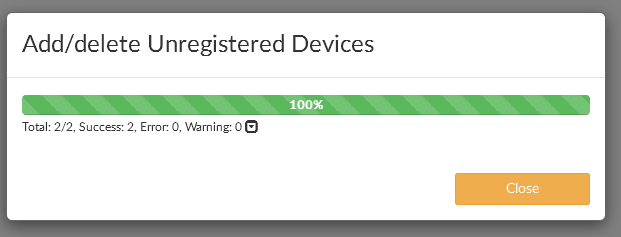 Add/delete Unregistered Devices
100%
Total: 2/2, Success: 2, Error: 0, Warning: 0
Close